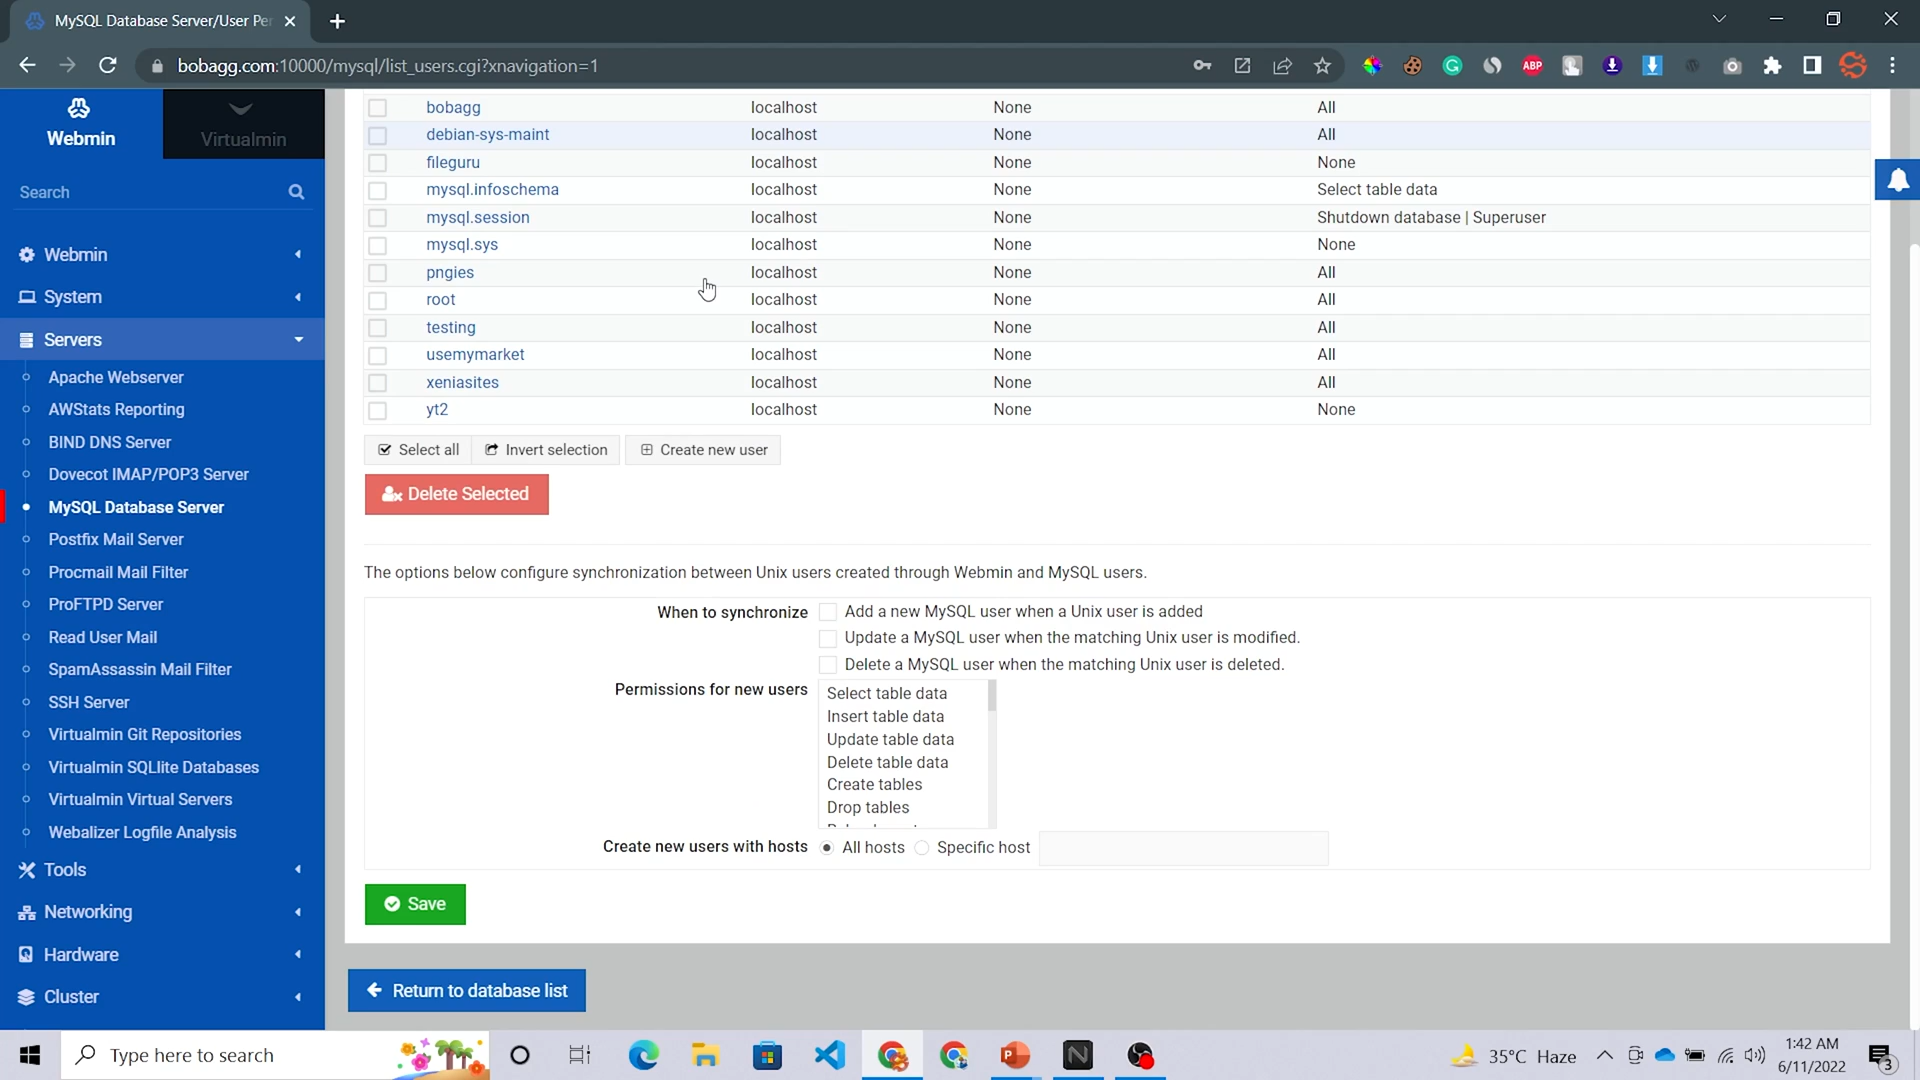 MySQL Database Server/User Per
bobagg.com:10000/mysql/list_users.cgi?xnavigation=1
ABP
Webmin
Virtualmin
Search
Webmin
System
Servers
Apache Webserver
AWStats Reporting
BIND DNS Server
Dovecot IMAP/POP3 Server
MySQL Database Server
Postfix Mail Server
Procmail Mail Filter
ProFTPD Server
Read User Mail
SpamAssassin Mail Filter
SSH Server
Virtualmin Git Repositories
Virtualmin SQLlite Databases
Virtualmin Virtual Servers
Webalizer Logfile Analysis
Tools
Networking
Hardware
Cluster
bobagg localhost None All
debian-sys-maint localhost None All
fileguru localhost None None
mysql.infoschema localhost None Select table data
mysql.session localhost None Shutdown database | Superuser
mysql.sys localhost None None
pngies localhost None All
root localhost None All
testing localhost None All
usemymarket localhost None All
xeniasites localhost None All
yt2 localhost None None
Select all Invert selection Create new user
Delete Selected
The options below configure synchronization between Unix users created through Webmin and MySQL users.
When to synchronize Add a new MySQL user when a Unix user is added
Update a MySQL user when the matching Unix user is modified.
Delete a MySQL user when the matching Unix user is deleted.
Permissions for new users Select table data
Insert table data
Update table data
Delete table data
Create tables
Drop tables
Create new users with hosts All hosts Specific host
Save
Return to database list
Type here to search
35°C Haze
1:42 AM
6/11/2022
3